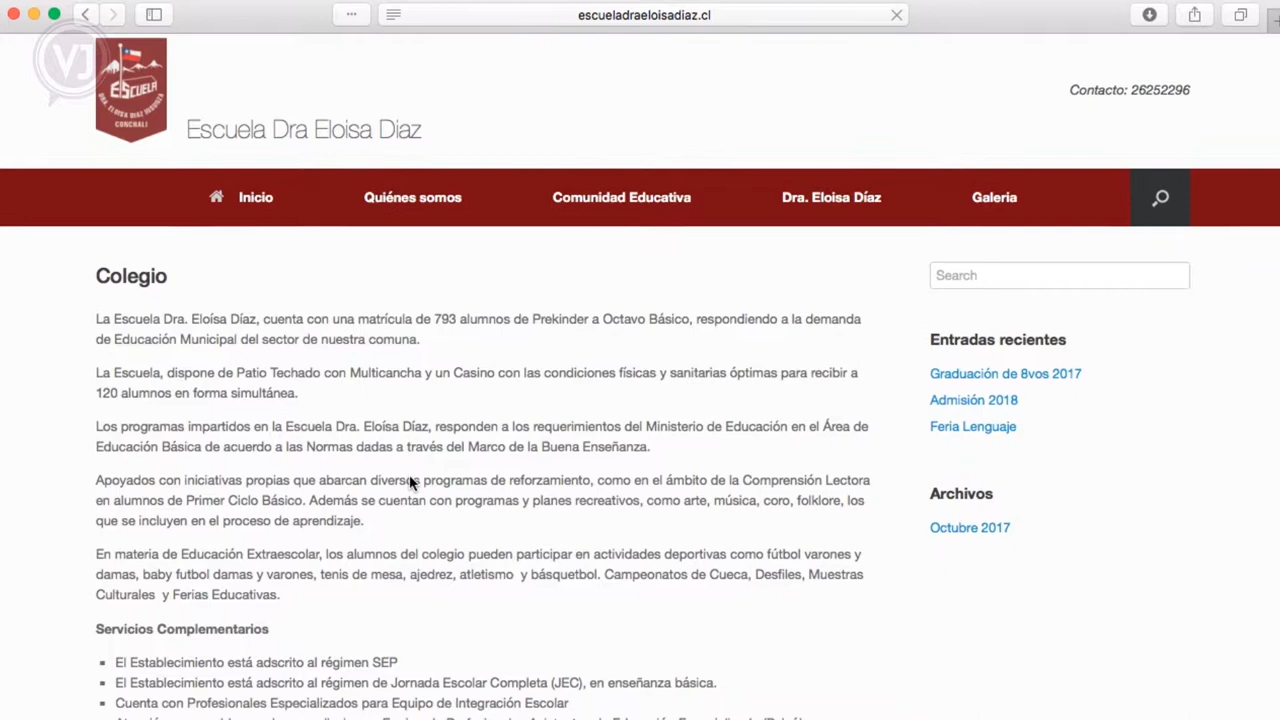 escueladraeloisadiaz.cl
VJ
ESCUELA
DRA. ELOISA DIAZ INSUNZA
CONCHALI
Escuela Dra Eloisa Diaz
Contacto: 26252296
Inicio
Quiénes somos
Comunidad Educativa
Dra. Eloisa Díaz
Galeria
Colegio
La Escuela Dra. Eloísa Díaz, cuenta con una matrícula de 793 alumnos de Prekinder a Octavo Básico, respondiendo a la demanda
de Educación Municipal del sector de nuestra comuna.
La Escuela, dispone de Patio Techado con Multicancha y un Casino con las condiciones físicas y sanitarias óptimas para recibir a
120 alumnos en forma simultánea.
Los programas impartidos en la Escuela Dra. Eloísa Díaz, responden a los requerimientos del Ministerio de Educación en el Área de
Educación Básica de acuerdo a las Normas dadas a través del Marco de la Buena Enseñanza.
Apoyados con iniciativas propias que abarcan diversos programas de reforzamiento, como en el ámbito de la Comprensión Lectora
en alumnos de Primer Ciclo Básico. Además se cuentan con programas y planes recreativos, como arte, música, coro, folklore, los
que se incluyen en el proceso de aprendizaje.
En materia de Educación Extraescolar, los alumnos del colegio pueden participar en actividades deportivas como fútbol varones y
damas, baby futbol damas y varones, tenis de mesa, ajedrez, atletismo y básquetbol. Campeonatos de Cueca, Desfiles, Muestras
Culturales y Ferias Educativas.
Servicios Complementarios
El Establecimiento está adscrito al régimen SEP
El Establecimiento está adscrito al régimen de Jornada Escolar Completa (JEC), en enseñanza básica.
Cuenta con Profesionales Especializados para Equipo de Integración Escolar
Search
Entradas recientes
Graduación de 8vos 2017
Admisión 2018
Feria Lenguaje
Archivos
Octubre 2017